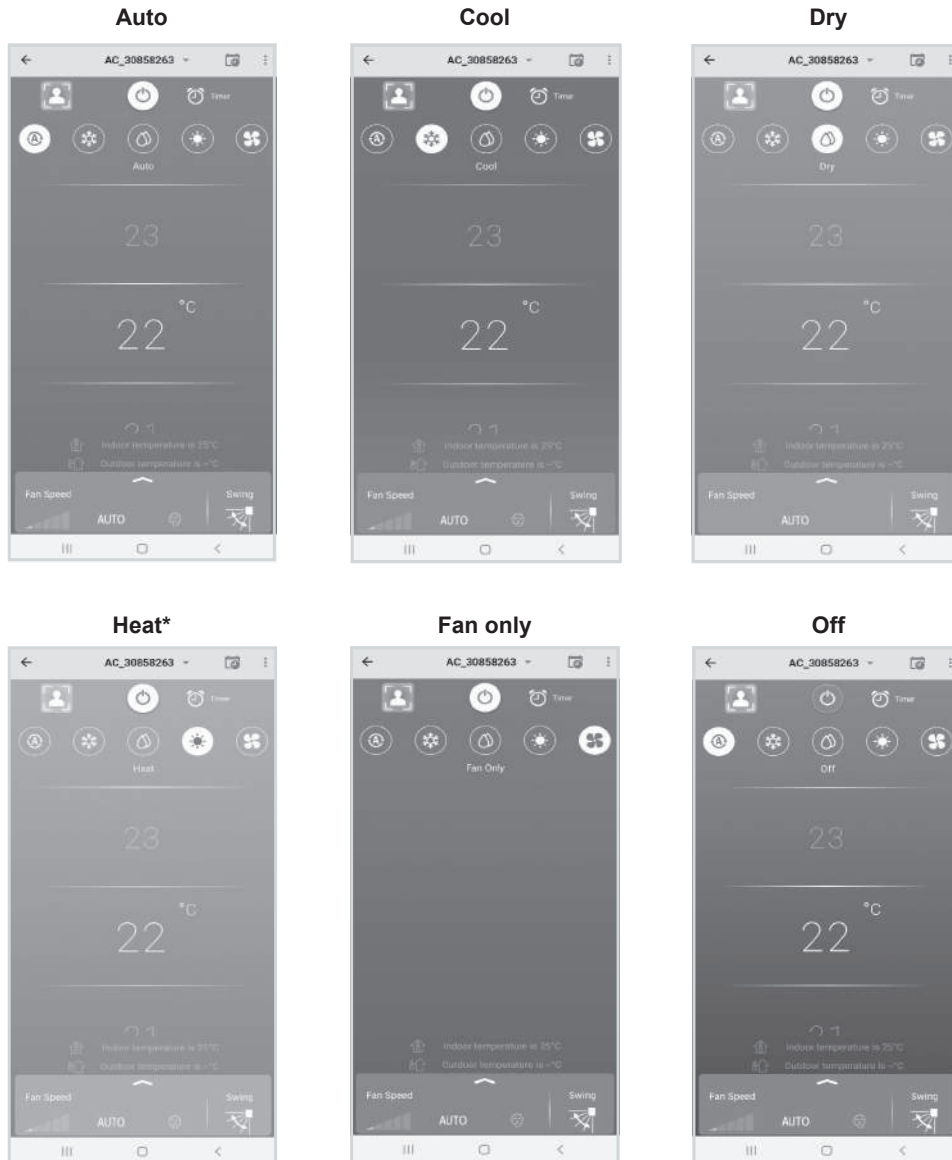 Auto
AC_30858263
Timer
Auto
23
22 °C
21
Indoor temperature is 25°C
Outdoor temperature is --°C
Fan Speed
Swing
AUTO
Cool
AC_30858263
Timer
Cool
23
22 °C
21
Indoor temperature is 25°C
Outdoor temperature is --°C
Fan Speed
Swing
AUTO
Dry
AC_30858263
Timer
Dry
23
22 °C
21
Indoor temperature is 25°C
Outdoor temperature is --°C
Fan Speed
Swing
AUTO
Heat*
AC_30858263
Timer
Heat
23
22 °C
21
Indoor temperature is 25°C
Outdoor temperature is --°C
Fan Speed
Swing
AUTO
Fan only
AC_30858263
Timer
Fan Only
Indoor temperature is 25°C
Outdoor temperature is --°C
Fan Speed
Swing
AUTO
Off
AC_30858263
Timer
Off
23
22 °C
21
Indoor temperature is 25°C
Outdoor temperature is --°C
Fan Speed
Swing
AUTO